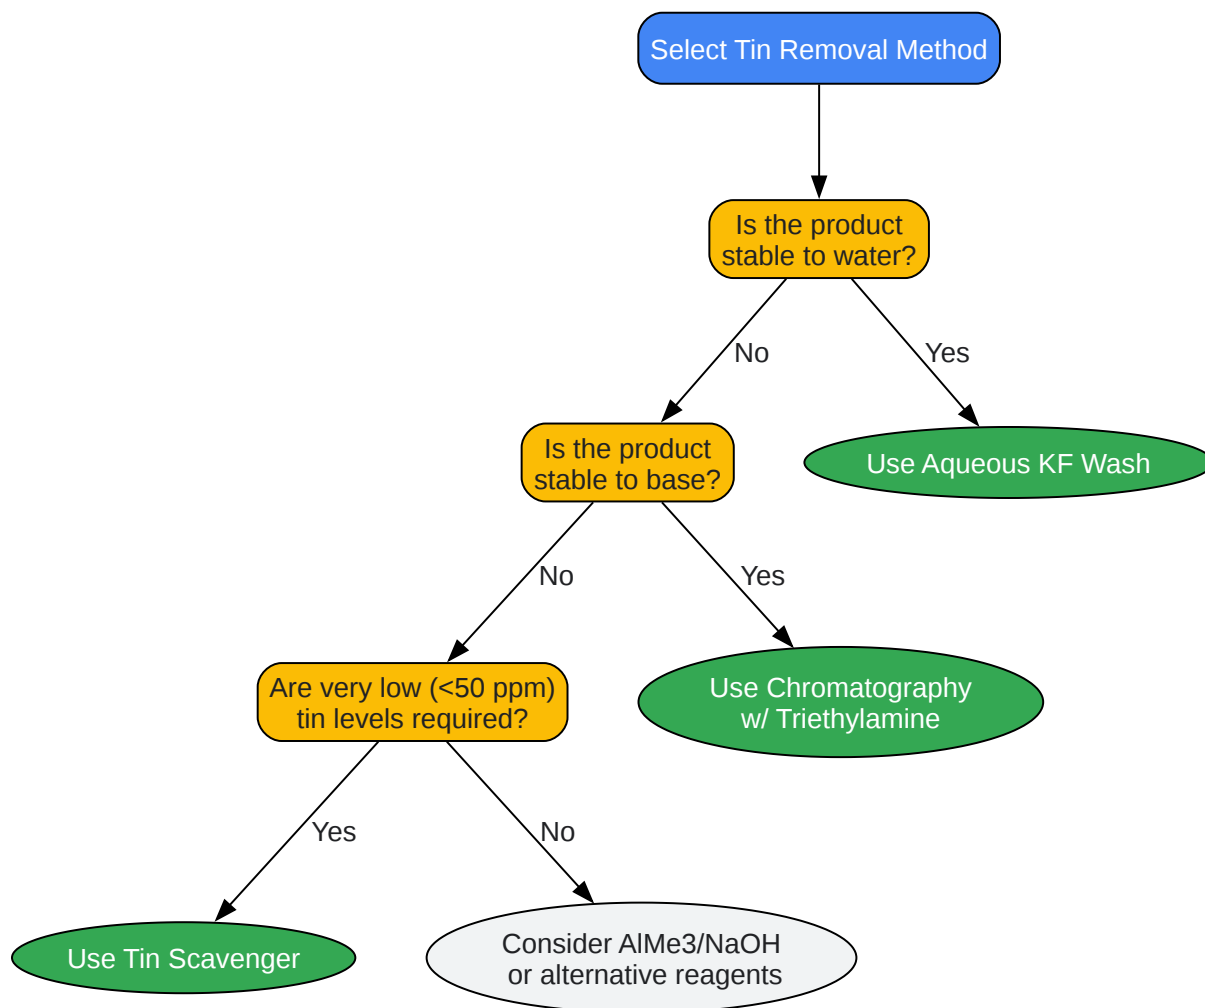 Select Tin Removal Method
Is the product
stable to water?
No
Yes
Is the product
stable to base?
Use Aqueous KF Wash
No
Yes
Are very low (<50 ppm)
tin levels required?
Use Chromatography
w/ Triethylamine
Yes
No
Use Tin Scavenger
Consider AlMe3/NaOH
or alternative reagents